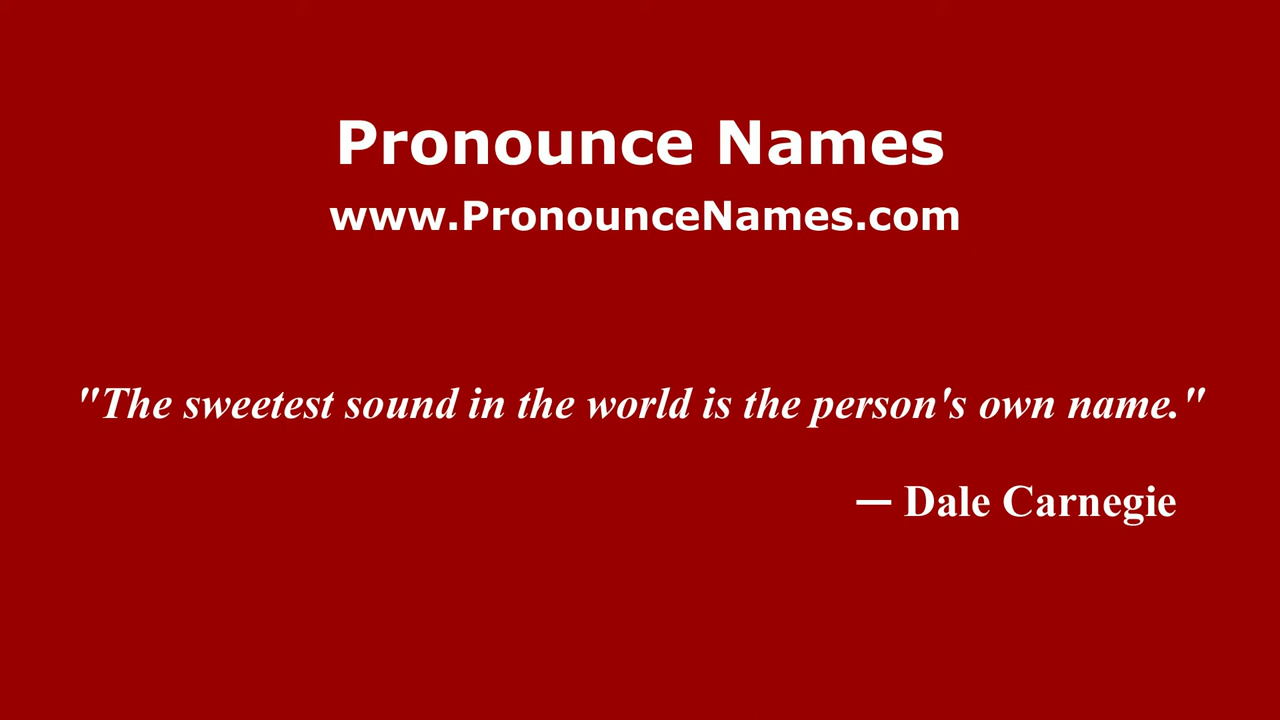 Pronounce Names
www.PronounceNames.com
"The sweetest sound in the world is the person's own name."
— Dale Carnegie